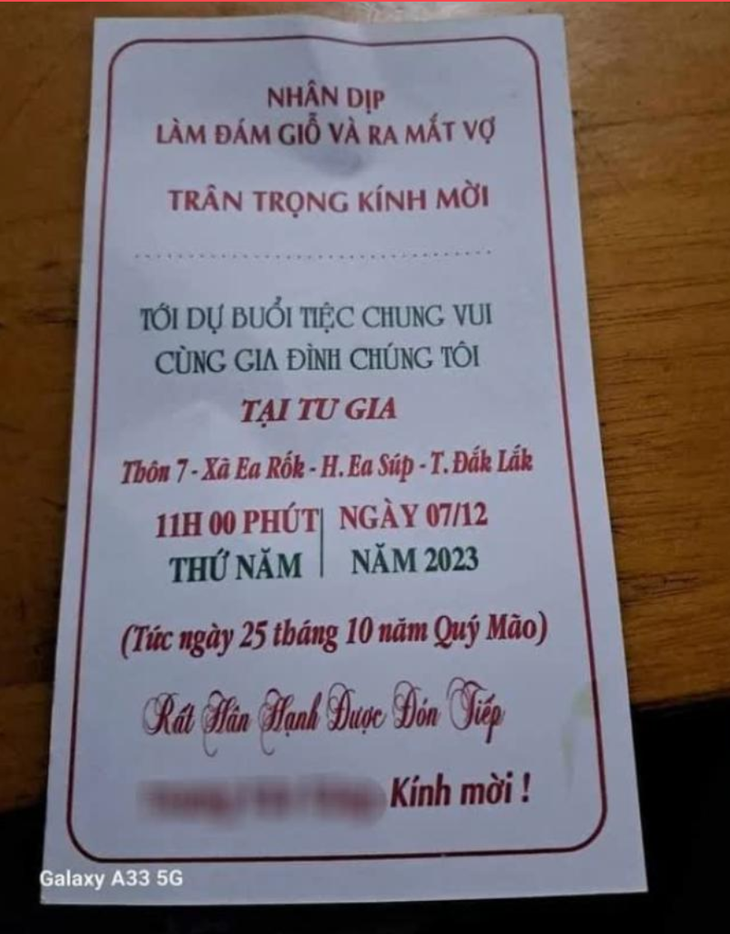 NHÂN DỊP
LÀM ĐÁM GIỖ VÀ RA MẮT VỢ
TRÂN TRỌNG KÍNH MỜI
TỚI DỰ BUỔI TIỆC CHUNG VUI
CÙNG GIA ĐÌNH CHÚNG TÔI
TẠI TƯ GIA
Thôn 7 - Xã Ea Rốk - H. Ea Súp - T. Đắk Lắk
11H 00 PHÚT NGÀY 07/12
THỨ NĂM NĂM 2023
(Tức ngày 25 tháng 10 năm Quý Mão)
Rất Hân Hạnh Được Đón Tiếp
Kính mời !
Galaxy A33 5G